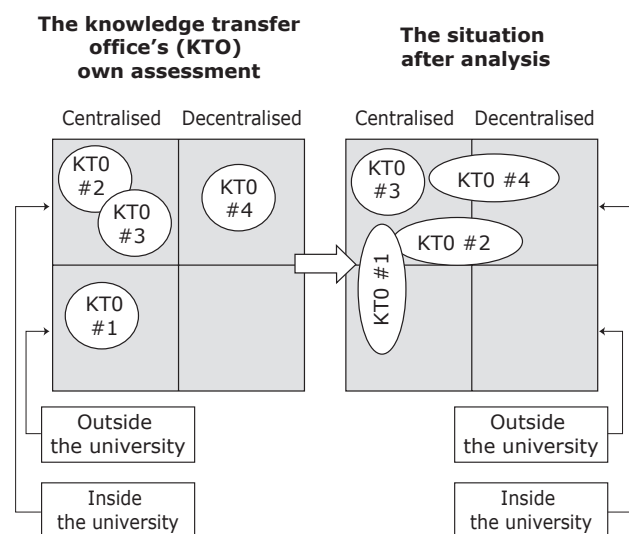 The knowledge transfer
office's (KTO)
own assessment
The situation
after analysis
Centralised Decentralised
Centralised Decentralised
KT0
#2
KT0
#3
KT0
#4
KT0
#1
KT0
#3
KT0 #4
KT0 #2
KT0 #1
Outside
the university
Inside
the university
Outside
the university
Inside
the university